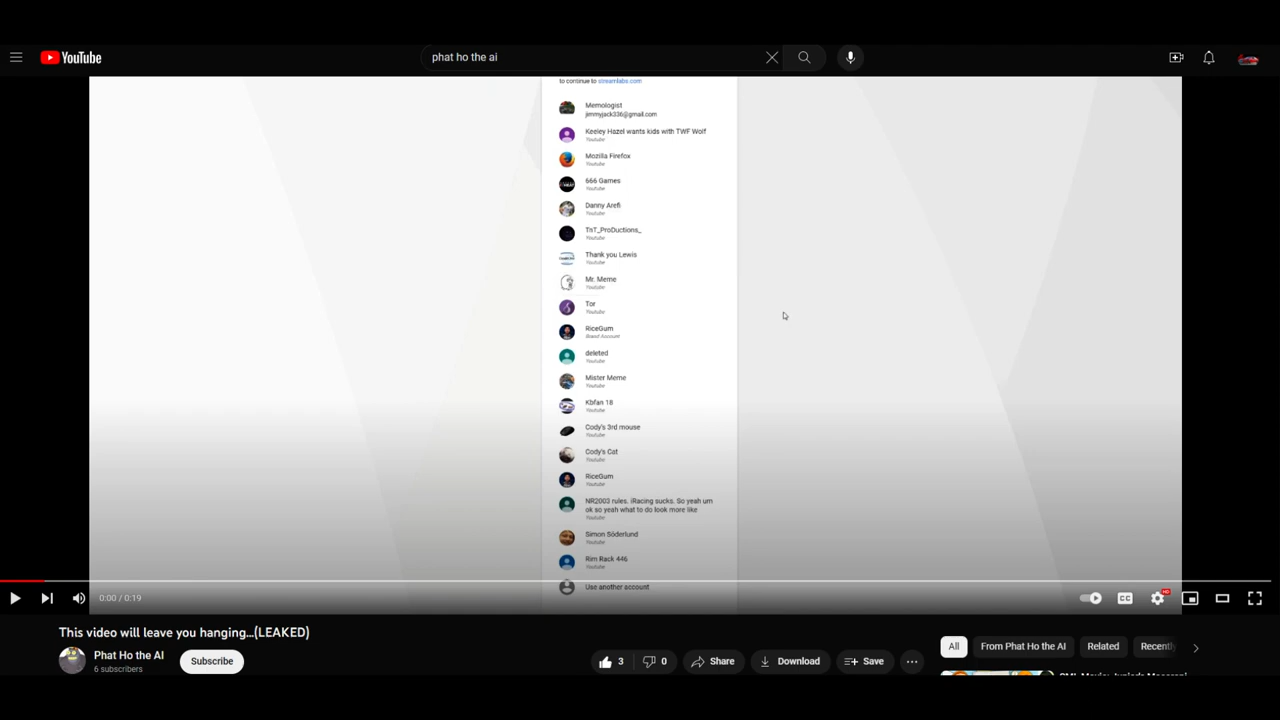 YouTube
phat ho the ai
to continue to streamlabs.com
Memologist
jimmyjack336@gmail.com
Keeley Hazel wants kids with TWF Wolf
Youtube
Mozilla Firefox
Youtube
666 Games
Youtube
Danny Arefi
Youtube
TnT_ProDuctions_
Youtube
Thank you Lewis
Youtube
Mr. Meme
Youtube
Tor
Youtube
RiceGum
Brand Account
deleted
Youtube
Mister Meme
Youtube
Kbfan 18
Youtube
Cody's 3rd mouse
Youtube
Cody's Cat
Youtube
RiceGum
Youtube
NR2003 rules. iRacing sucks. So yeah um
ok so yeah what to do look more like
Youtube
Simon Söderlund
Youtube
Rim Rack 446
Youtube
Use another account
0:00 / 0:19
CC
HD
This video will leave you hanging...(LEAKED)
Phat Ho the AI
6 subscribers
Subscribe
3
0
Share
Download
Save
All
From Phat Ho the AI
Related
Recently